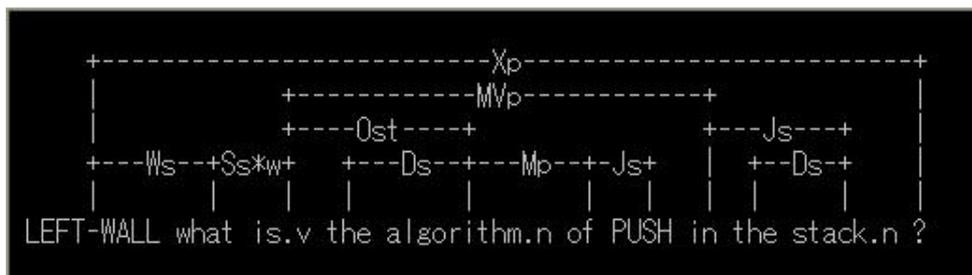 +---------------------------Xp---------------------------+
| +-------------MVp-------------+ |
| +----Ost----+ +---Js---+ |
+---Ws---+Ss*w+ +---Ds---+---Mp---+-Js-+ | +--Ds--+ |
| | | | | | | | | | |
LEFT-WALL what is.v the algorithm.n of PUSH in the stack.n ?